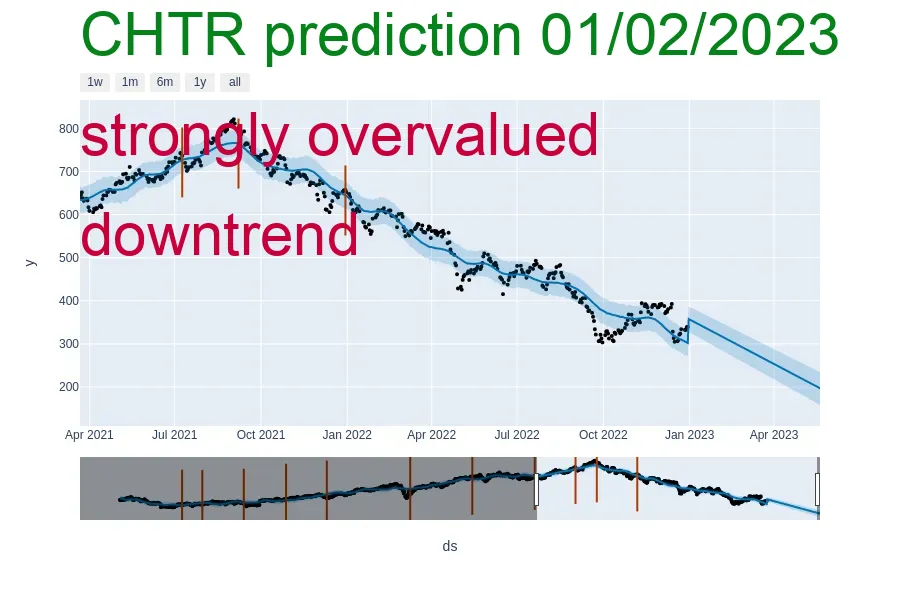 CHTR prediction 01/02/2023
1w 1m 6m 1y all
strongly overvalued
downtrend
800
700
600
500
400
300
200
y
Apr 2021 Jul 2021 Oct 2021 Jan 2022 Apr 2022 Jul 2022 Oct 2022 Jan 2023 Apr 2023
ds